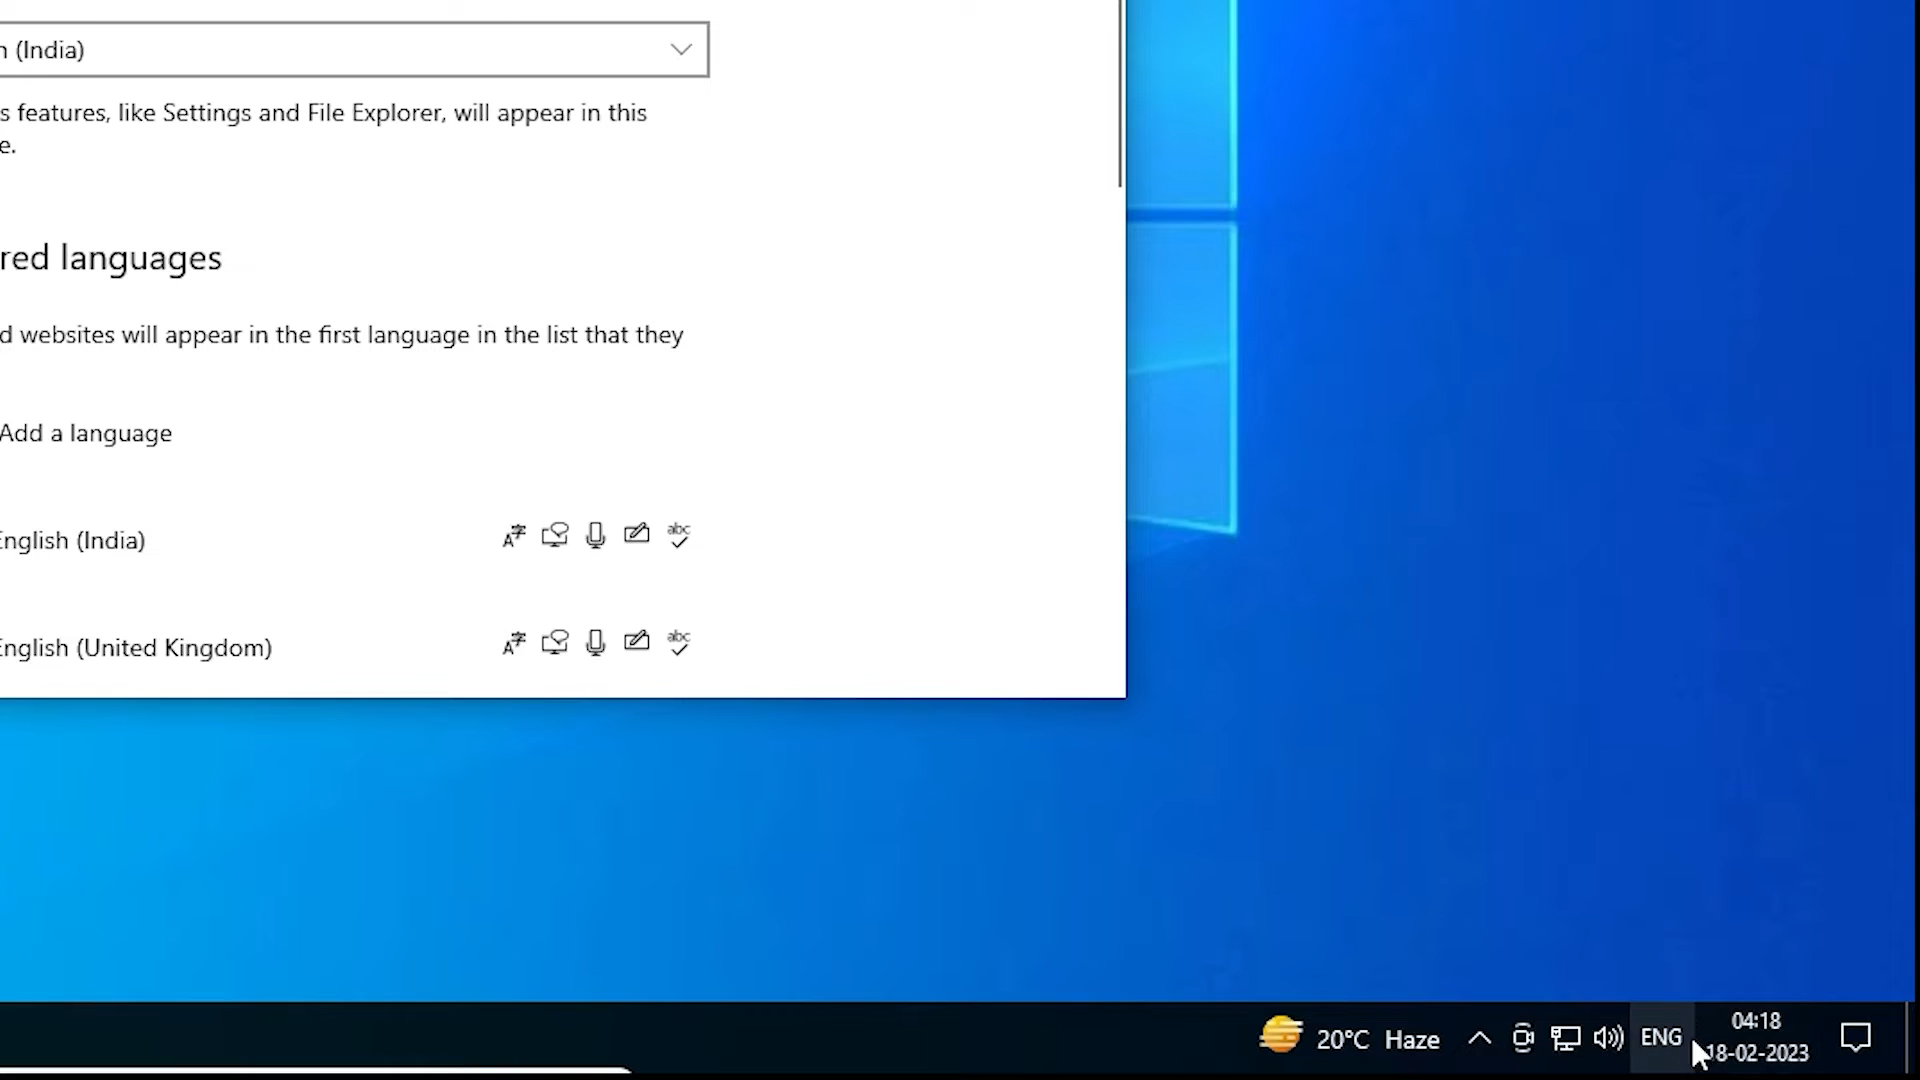 n (India)
s features, like Settings and File Explorer, will appear in this
e.
red languages
d websites will appear in the first language in the list that they
Add a language
English (India)
abc
English (United Kingdom)
abc
20°C Haze
ENG
04:18
18-02-2023